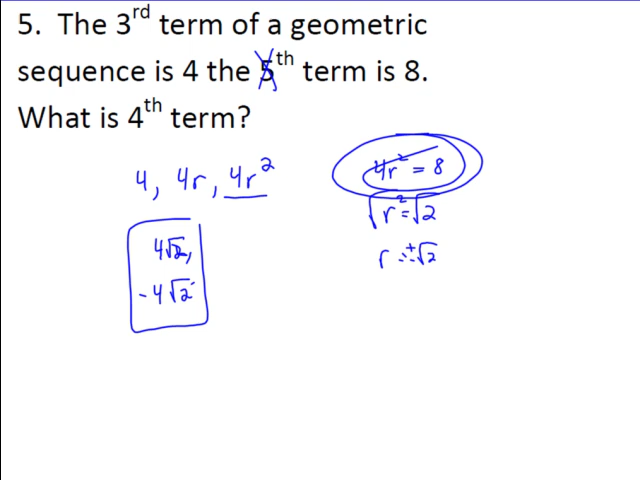 5. The 3rd term of a geometric
sequence is 4 the 5th term is 8.
What is 4th term?
4, 4r, 4r²
4√2,
-4√2
4r² = 8
√r² = √2
r = ±√2